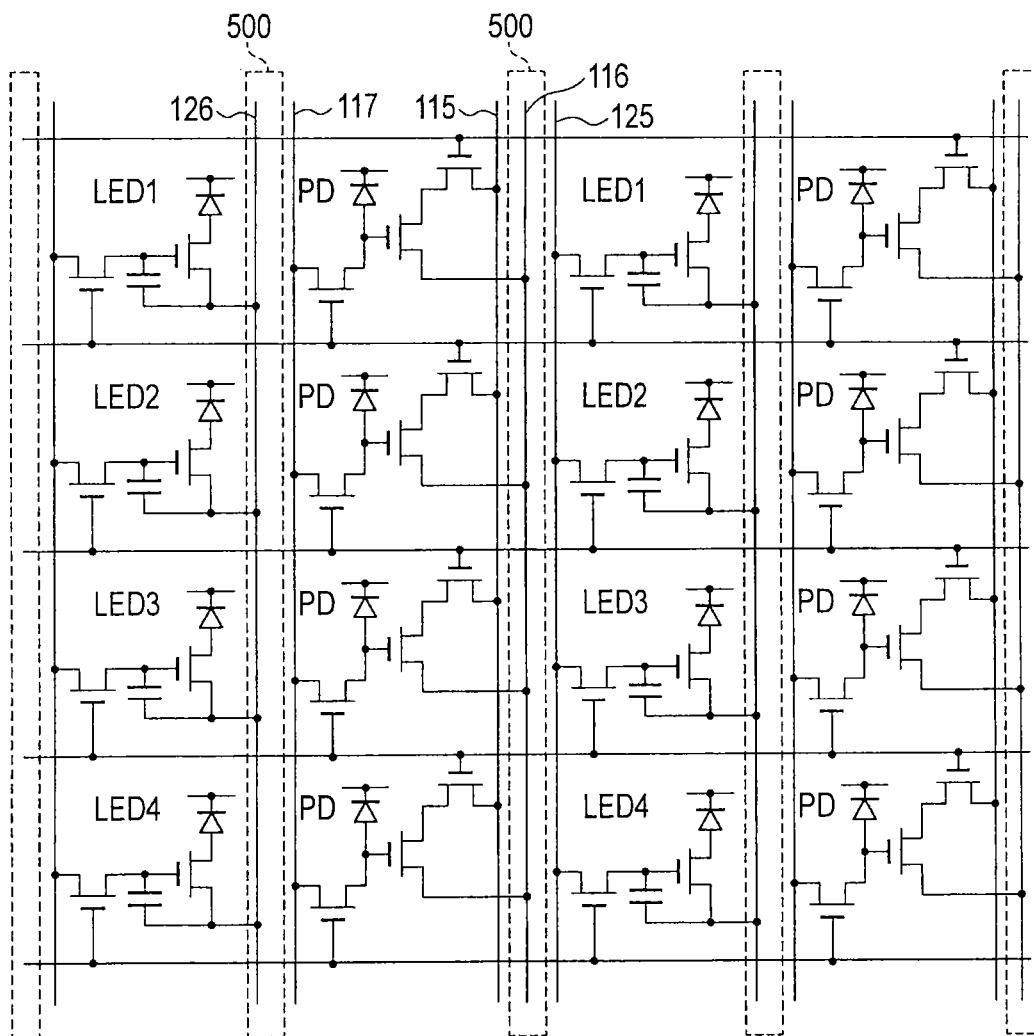 500 500
126 117 115 116 125
LED1 PD LED1 PD
LED2 PD LED2 PD
LED3 PD LED3 PD
LED4 PD LED4 PD